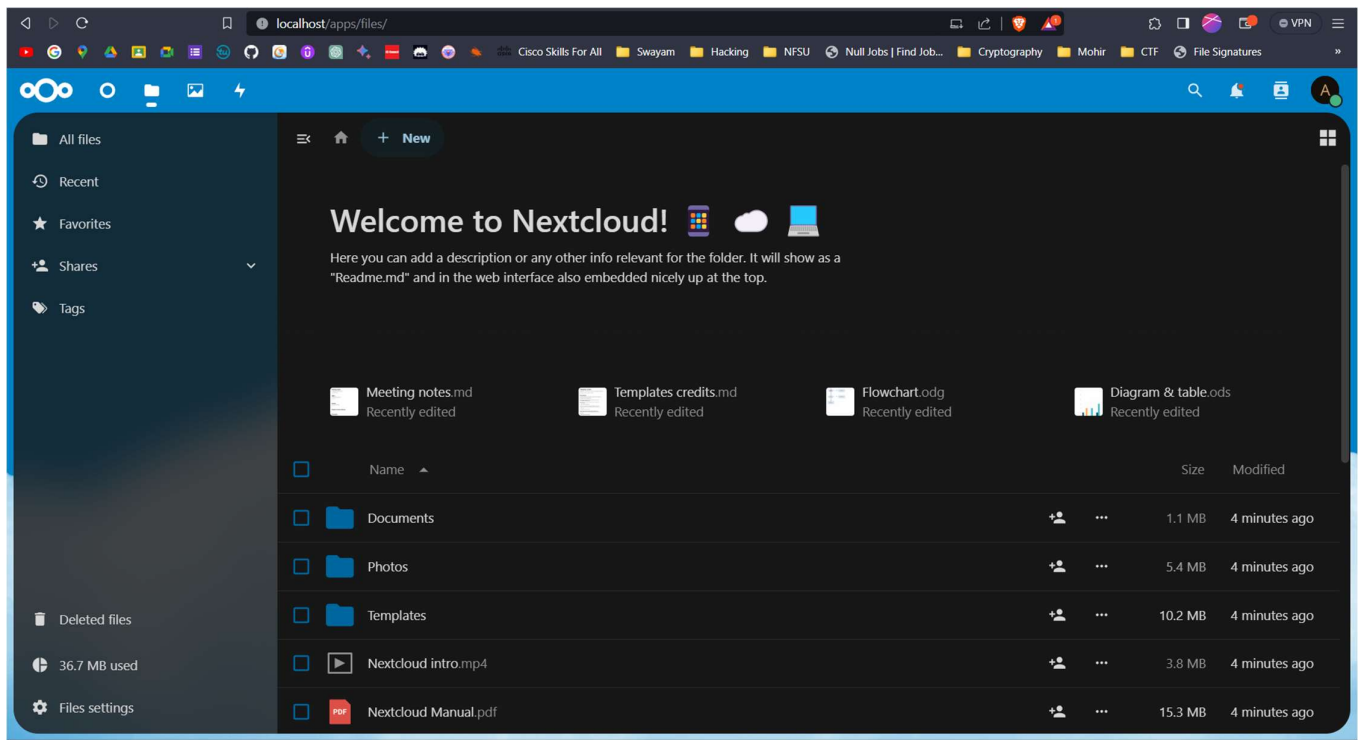 localhost/apps/files/
VPN
Cisco Skills For All
Swayam
Hacking
NFSU
Null Jobs | Find Job...
Cryptography
Mohir
CTF
File Signatures
»
A
All files
Recent
Favorites
Shares
Tags
Deleted files
36.7 MB used
Files settings
+ New
Welcome to Nextcloud!
Here you can add a description or any other info relevant for the folder. It will show as a
"Readme.md" and in the web interface also embedded nicely up at the top.
Meeting notes.md
Recently edited
Templates credits.md
Recently edited
Flowchart.odg
Recently edited
Diagram & table.ods
Recently edited
Name Size Modified
Documents 1.1 MB 4 minutes ago
Photos 5.4 MB 4 minutes ago
Templates 10.2 MB 4 minutes ago
Nextcloud intro.mp4 3.8 MB 4 minutes ago
PDF Nextcloud Manual.pdf 15.3 MB 4 minutes ago